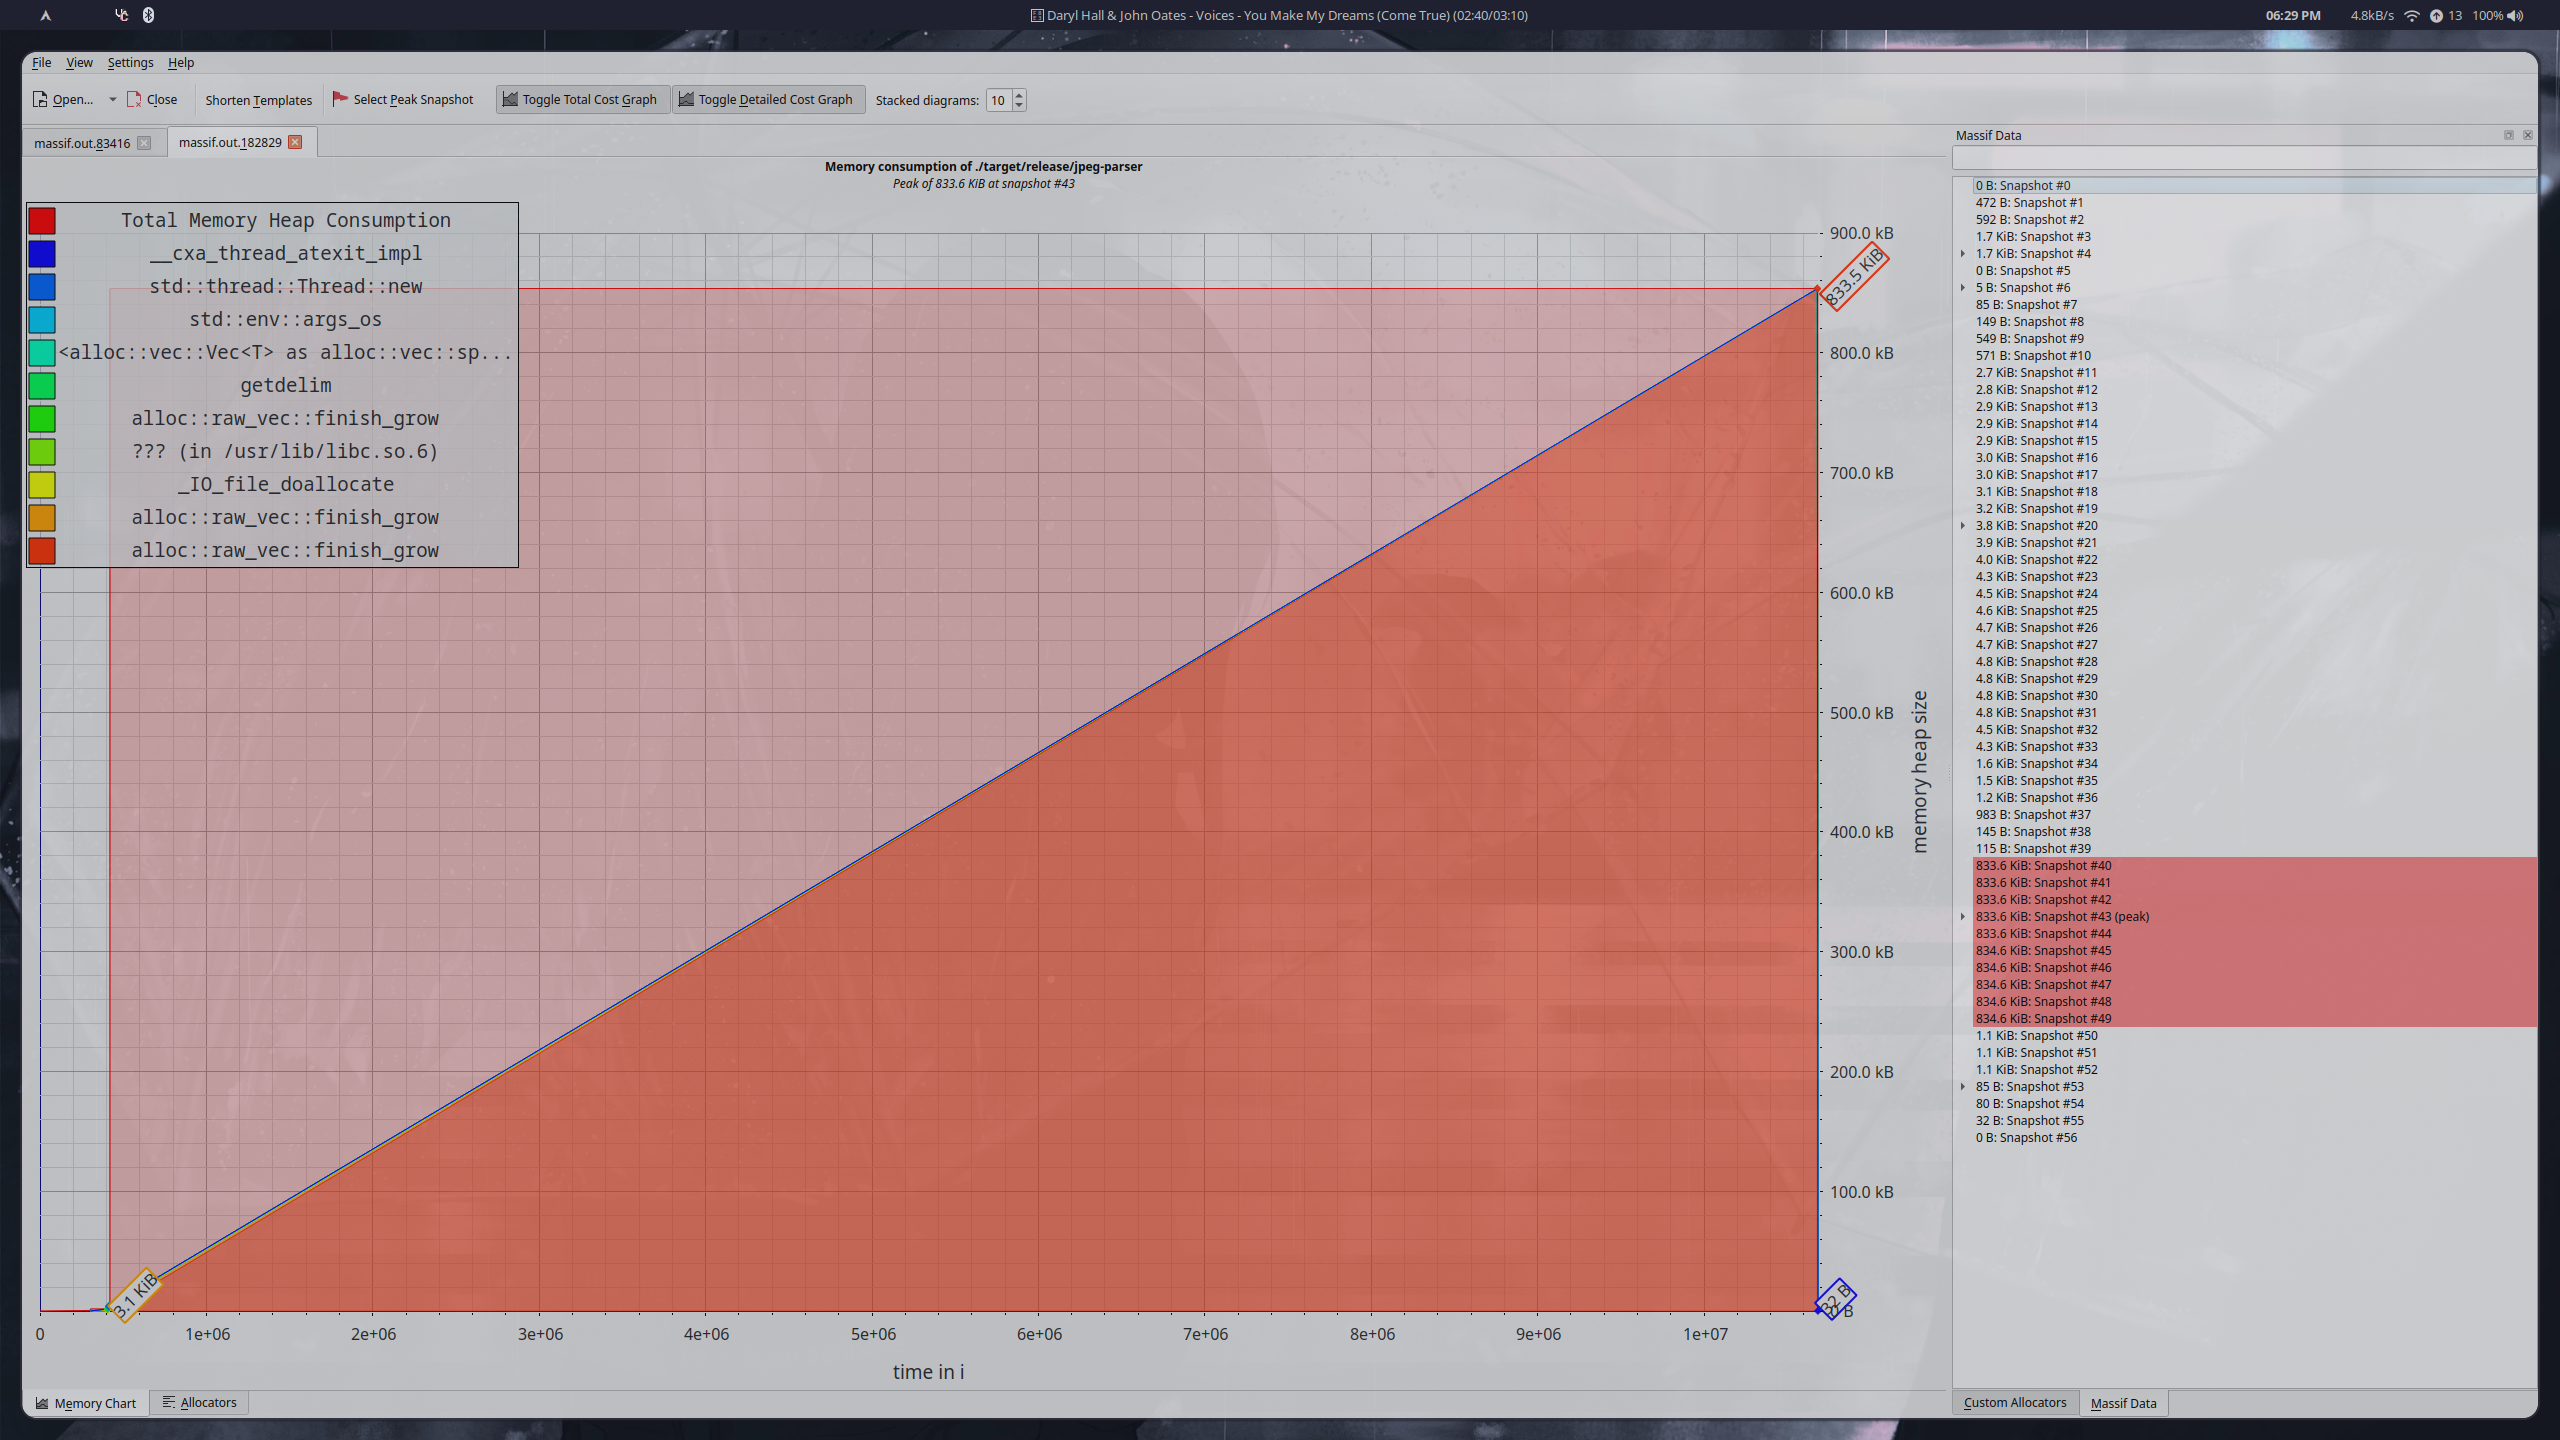 Daryl Hall & John Oates - Voices - You Make My Dreams (Come True) (02:40/03:10)
06:29 PM 4.8kB/s 13 100%
File View Settings Help
Open... Close Shorten Templates Select Peak Snapshot Toggle Total Cost Graph Toggle Detailed Cost Graph Stacked diagrams: 10
massif.out.83416 massif.out.182829
Memory consumption of ./target/release/jpeg-parser
Peak of 833.6 KiB at snapshot #43
Total Memory Heap Consumption
__cxa_thread_atexit_impl
std::thread::Thread::new
std::env::args_os
<alloc::vec::Vec<T> as alloc::vec::sp...
getdelim
alloc::raw_vec::finish_grow
??? (in /usr/lib/libc.so.6)
_IO_file_doallocate
alloc::raw_vec::finish_grow
alloc::raw_vec::finish_grow
900.0 kB
833.5 KiB
800.0 kB
700.0 kB
600.0 kB
500.0 kB
400.0 kB
300.0 kB
200.0 kB
100.0 kB
0 B
memory heap size
3.1 KiB
32 B
0 1e+06 2e+06 3e+06 4e+06 5e+06 6e+06 7e+06 8e+06 9e+06 1e+07
time in i
Memory Chart Allocators
Massif Data
0 B: Snapshot #0
472 B: Snapshot #1
592 B: Snapshot #2
1.7 KiB: Snapshot #3
1.7 KiB: Snapshot #4
0 B: Snapshot #5
5 B: Snapshot #6
85 B: Snapshot #7
149 B: Snapshot #8
549 B: Snapshot #9
571 B: Snapshot #10
2.7 KiB: Snapshot #11
2.8 KiB: Snapshot #12
2.9 KiB: Snapshot #13
2.9 KiB: Snapshot #14
2.9 KiB: Snapshot #15
3.0 KiB: Snapshot #16
3.0 KiB: Snapshot #17
3.1 KiB: Snapshot #18
3.2 KiB: Snapshot #19
3.8 KiB: Snapshot #20
3.9 KiB: Snapshot #21
4.0 KiB: Snapshot #22
4.3 KiB: Snapshot #23
4.5 KiB: Snapshot #24
4.6 KiB: Snapshot #25
4.7 KiB: Snapshot #26
4.7 KiB: Snapshot #27
4.8 KiB: Snapshot #28
4.8 KiB: Snapshot #29
4.8 KiB: Snapshot #30
4.8 KiB: Snapshot #31
4.5 KiB: Snapshot #32
4.3 KiB: Snapshot #33
1.6 KiB: Snapshot #34
1.5 KiB: Snapshot #35
1.2 KiB: Snapshot #36
983 B: Snapshot #37
145 B: Snapshot #38
115 B: Snapshot #39
833.6 KiB: Snapshot #40
833.6 KiB: Snapshot #41
833.6 KiB: Snapshot #42
833.6 KiB: Snapshot #43 (peak)
833.6 KiB: Snapshot #44
834.6 KiB: Snapshot #45
834.6 KiB: Snapshot #46
834.6 KiB: Snapshot #47
834.6 KiB: Snapshot #48
834.6 KiB: Snapshot #49
1.1 KiB: Snapshot #50
1.1 KiB: Snapshot #51
1.1 KiB: Snapshot #52
85 B: Snapshot #53
80 B: Snapshot #54
32 B: Snapshot #55
0 B: Snapshot #56
Custom Allocators Massif Data